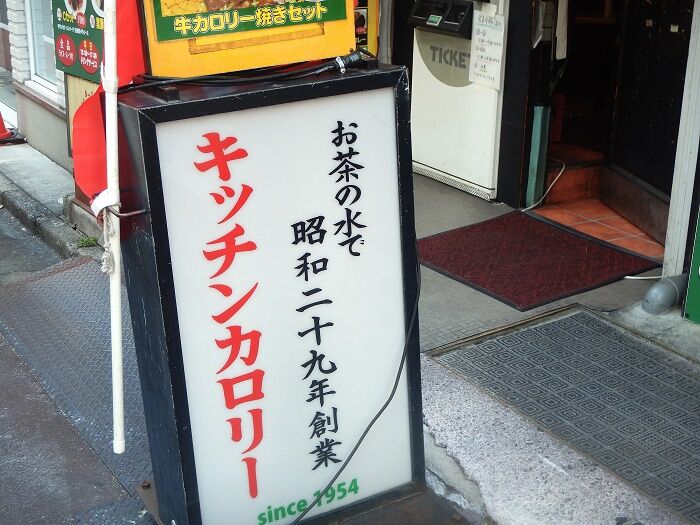 牛カロリー焼きセット
TICKET
お茶の水で
昭和二十九年創業
キッチンカロリー
since 1954